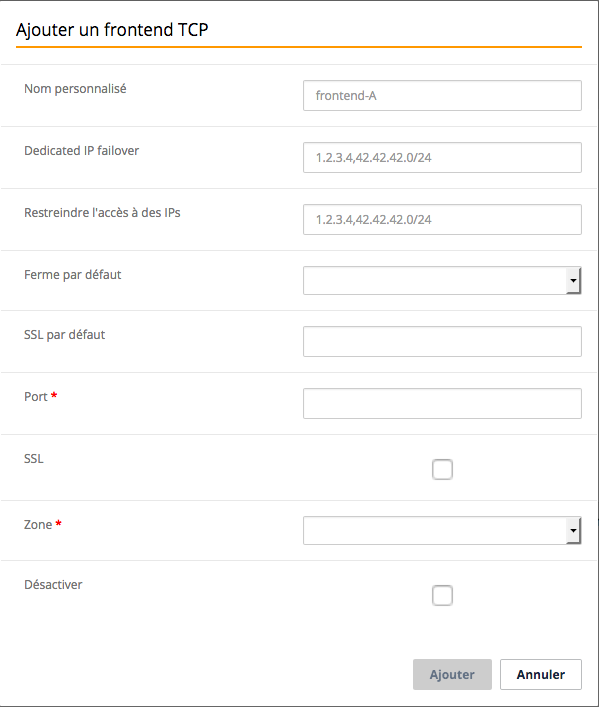 Ajouter un frontend TCP
Nom personnalisé
frontend-A
Dedicated IP failover
1.2.3.4,42.42.42.0/24
Restreindre l'accès à des IPs
1.2.3.4,42.42.42.0/24
Ferme par défaut
SSL par défaut
Port *
SSL
Zone *
Désactiver
Ajouter
Annuler